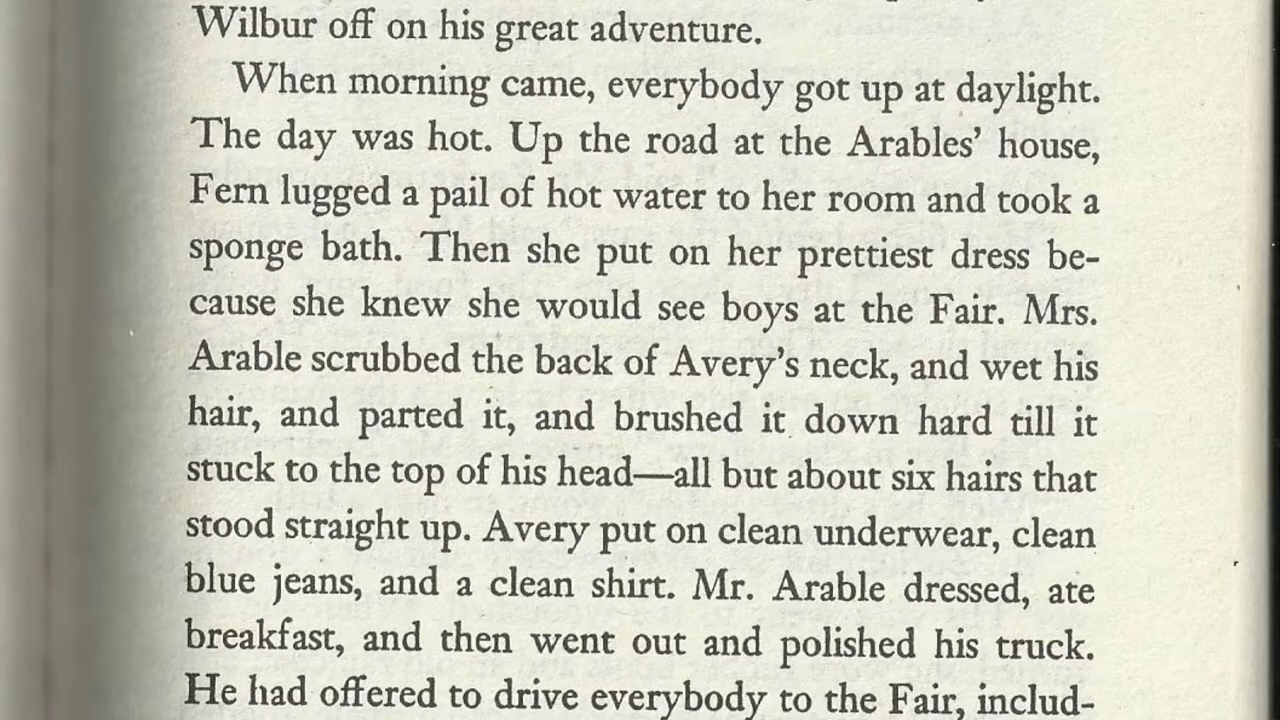 Wilbur off on his great adventure.
When morning came, everybody got up at daylight.
The day was hot. Up the road at the Arables’ house,
Fern lugged a pail of hot water to her room and took a
sponge bath. Then she put on her prettiest dress be-
cause she knew she would see boys at the Fair. Mrs.
Arable scrubbed the back of Avery’s neck, and wet his
hair, and parted it, and brushed it down hard till it
stuck to the top of his head—all but about six hairs that
stood straight up. Avery put on clean underwear, clean
blue jeans, and a clean shirt. Mr. Arable dressed, ate
breakfast, and then went out and polished his truck.
He had offered to drive everybody to the Fair, includ-